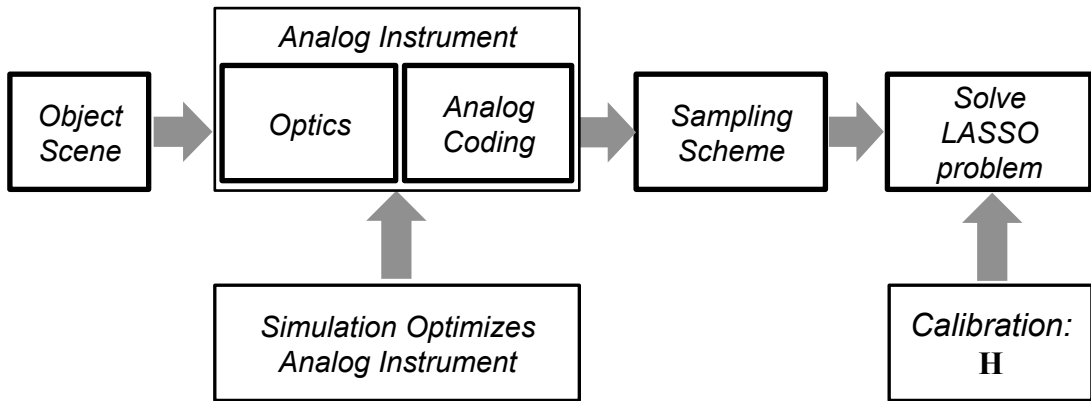 Analog Instrument
Object
Scene
Optics
Analog
Coding
Sampling
Scheme
Solve
LASSO
problem
Simulation Optimizes
Analog Instrument
Calibration:
H